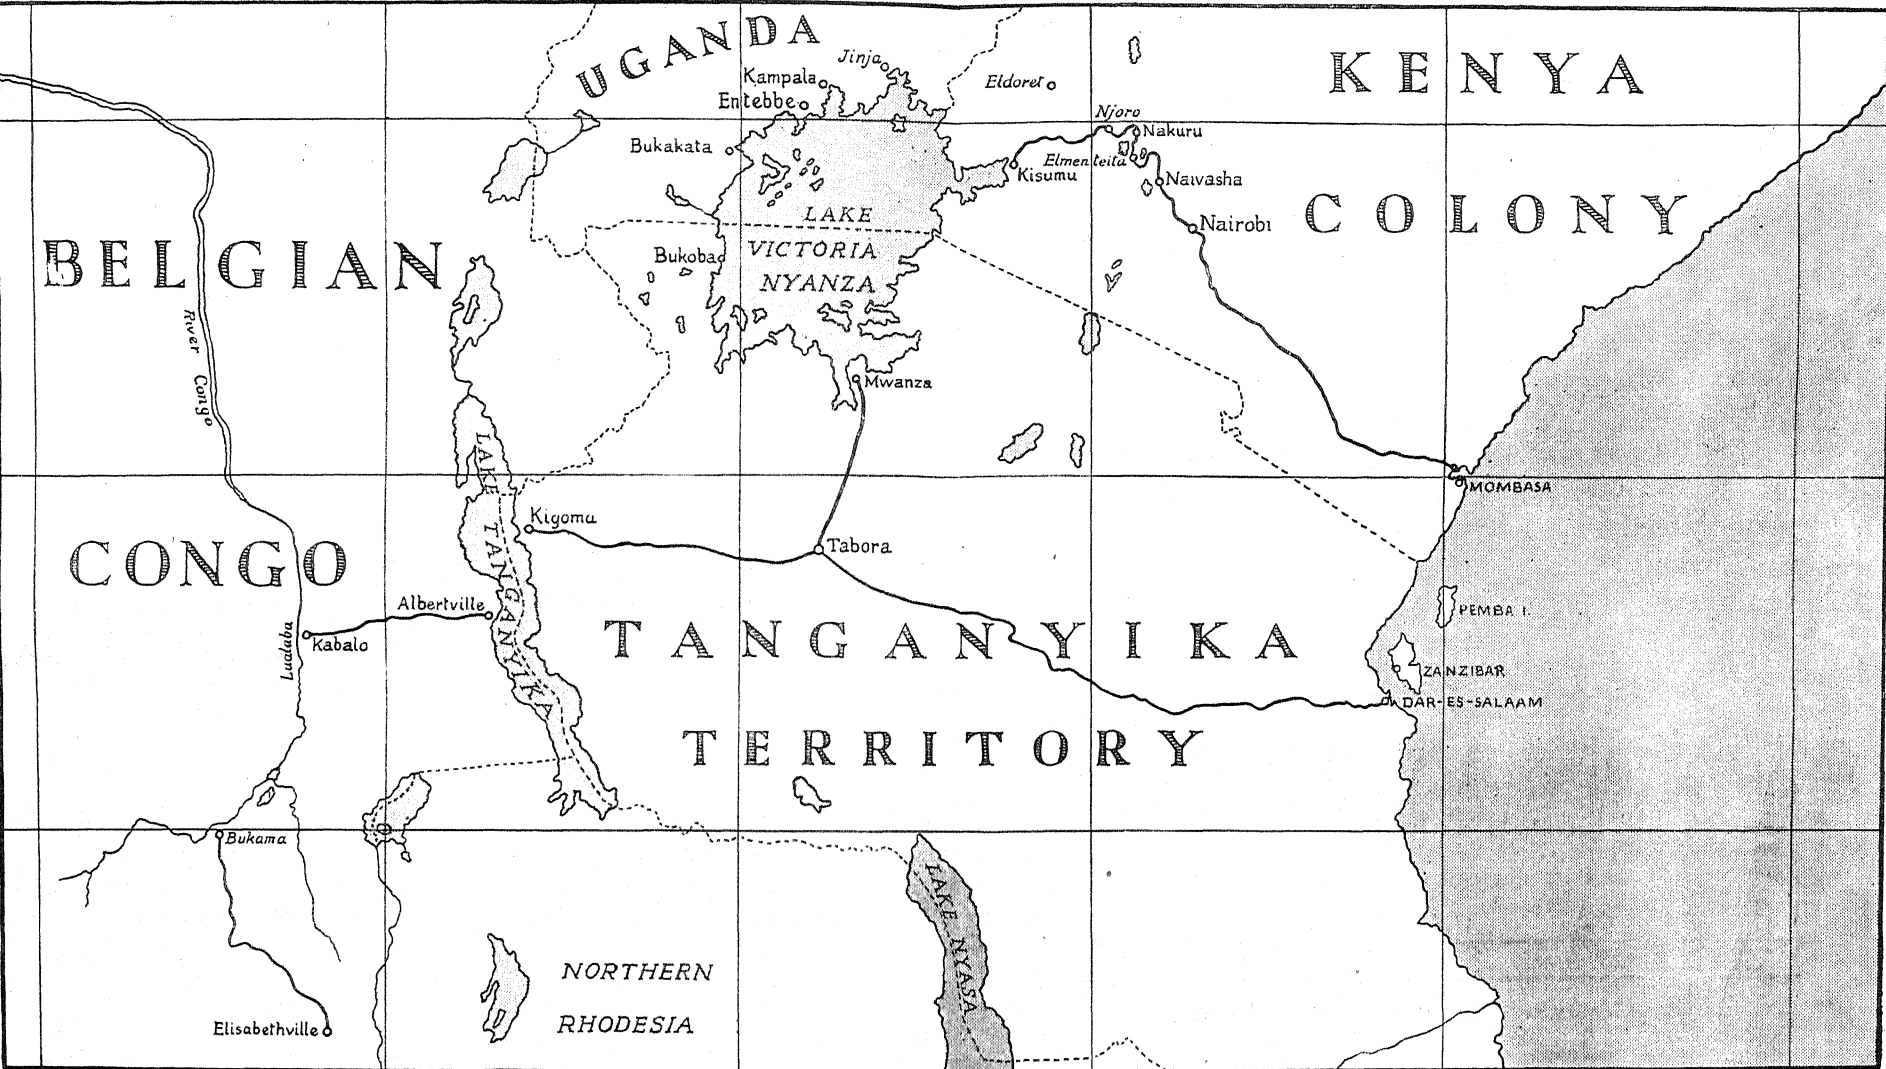 UGANDA
KENYA
Jinja
Kampala
Eldoret
Entebbe
Njoro
Nakuru
Bukakata
Elmenteita
Kisumu
Naivasha
LAKE
VICTORIA
NYANZA
COLONY
Nairobi
BELGIAN
Bukoba
River Congo
Mwanza
LAKE TANGANYIKA
MOMBASA
Kigoma
Tabora
CONGO
Albertville
PEMBA I.
Kabalo
Lualaba
TANGANYIKA
ZANZIBAR
DAR-ES-SALAAM
TERRITORY
Bukama
LAKE NYASA
NORTHERN
RHODESIA
Elisabethville